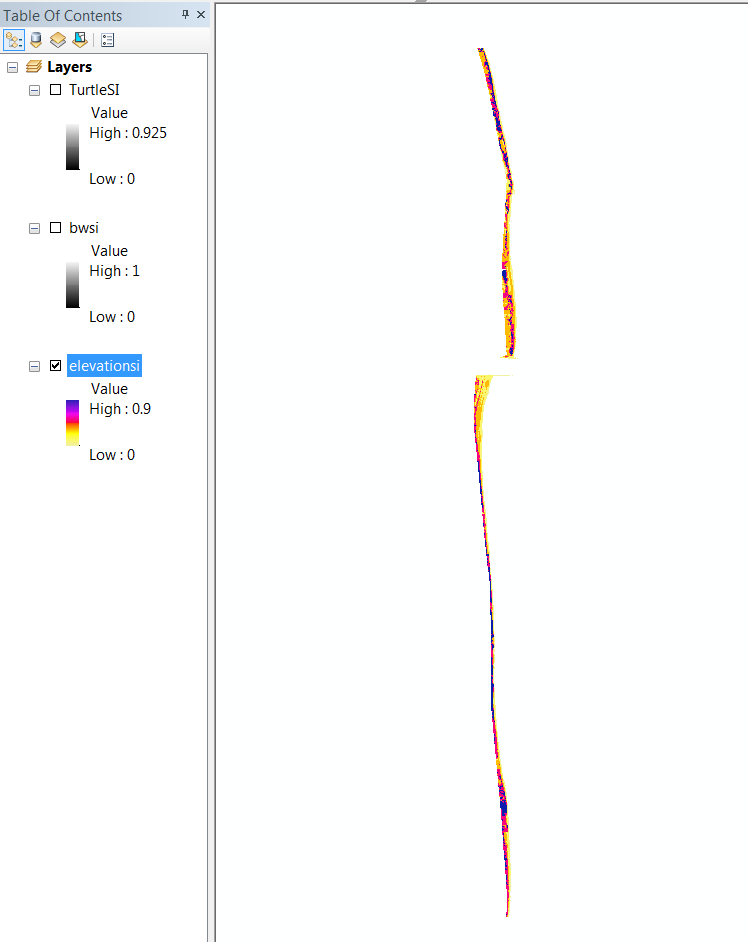 Table Of Contents
Layers
TurtleSI
Value
High : 0.925
Low : 0
bwsi
Value
High : 1
Low : 0
elevationsi
Value
High : 0.9
Low : 0